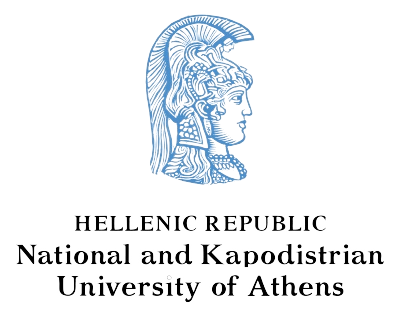 HELLENIC REPUBLIC
National and Kapodistrian
University of Athens